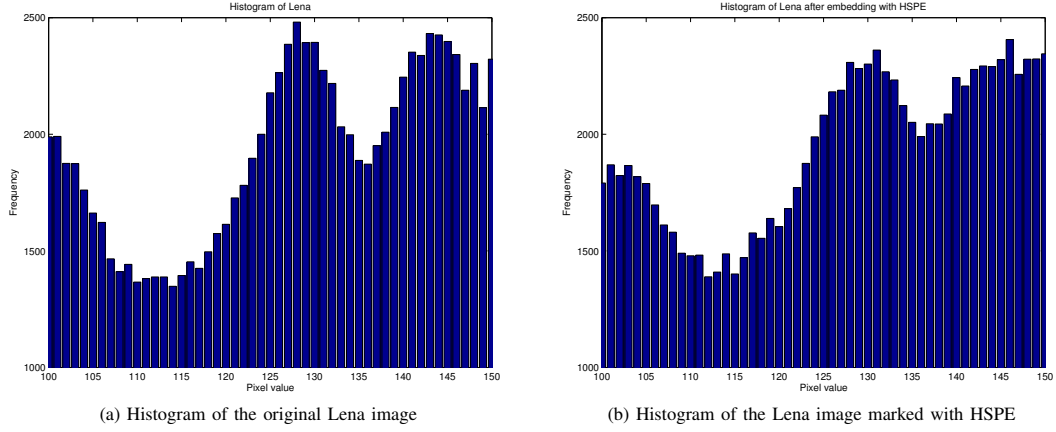 Histogram of Lena
2500
2000
1500
1000
Frequency
100 105 110 115 120 125 130 135 140 145 150
Pixel value
(a) Histogram of the original Lena image
Histogram of Lena after embedding with HSPE
2500
2000
1500
1000
Frequency
100 105 110 115 120 125 130 135 140 145 150
Pixel value
(b) Histogram of the Lena image marked with HSPE